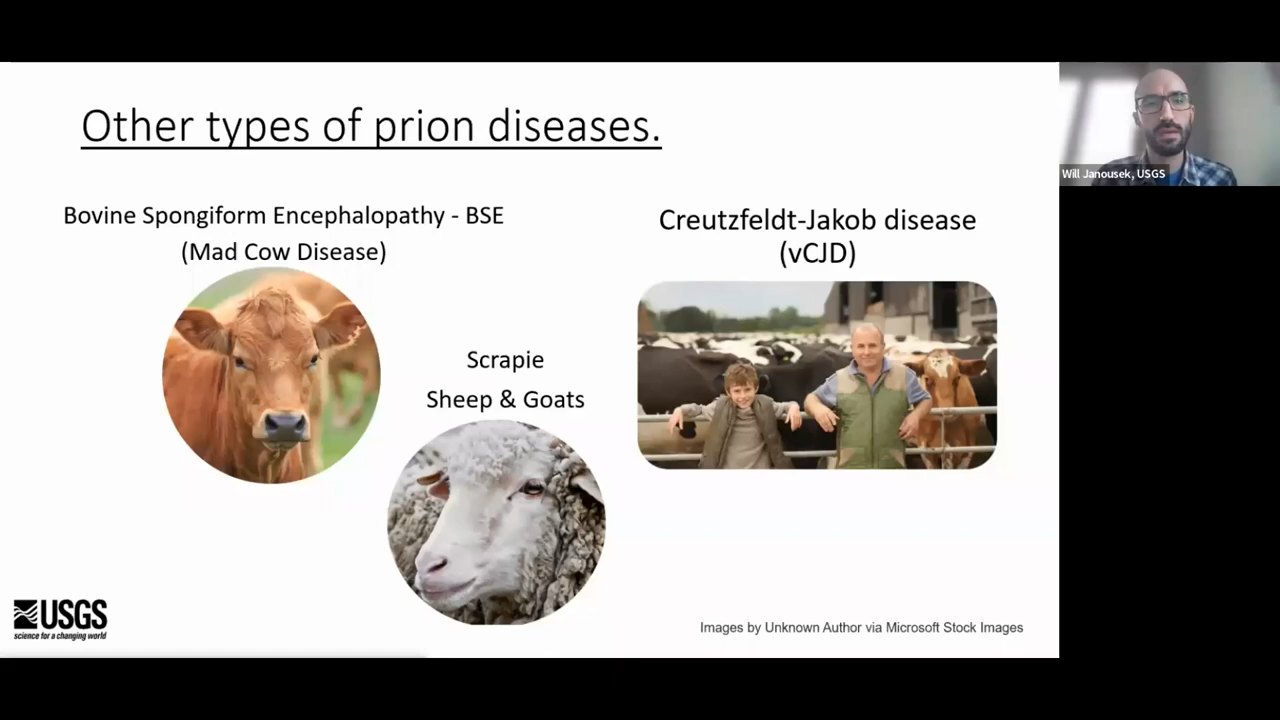 Other types of prion diseases.
Bovine Spongiform Encephalopathy - BSE
(Mad Cow Disease)
Scrapie
Sheep & Goats
Creutzfeldt-Jakob disease
(vCJD)
USGS
science for a changing world
Images by Unknown Author via Microsoft Stock Images
Will Janousek, USGS